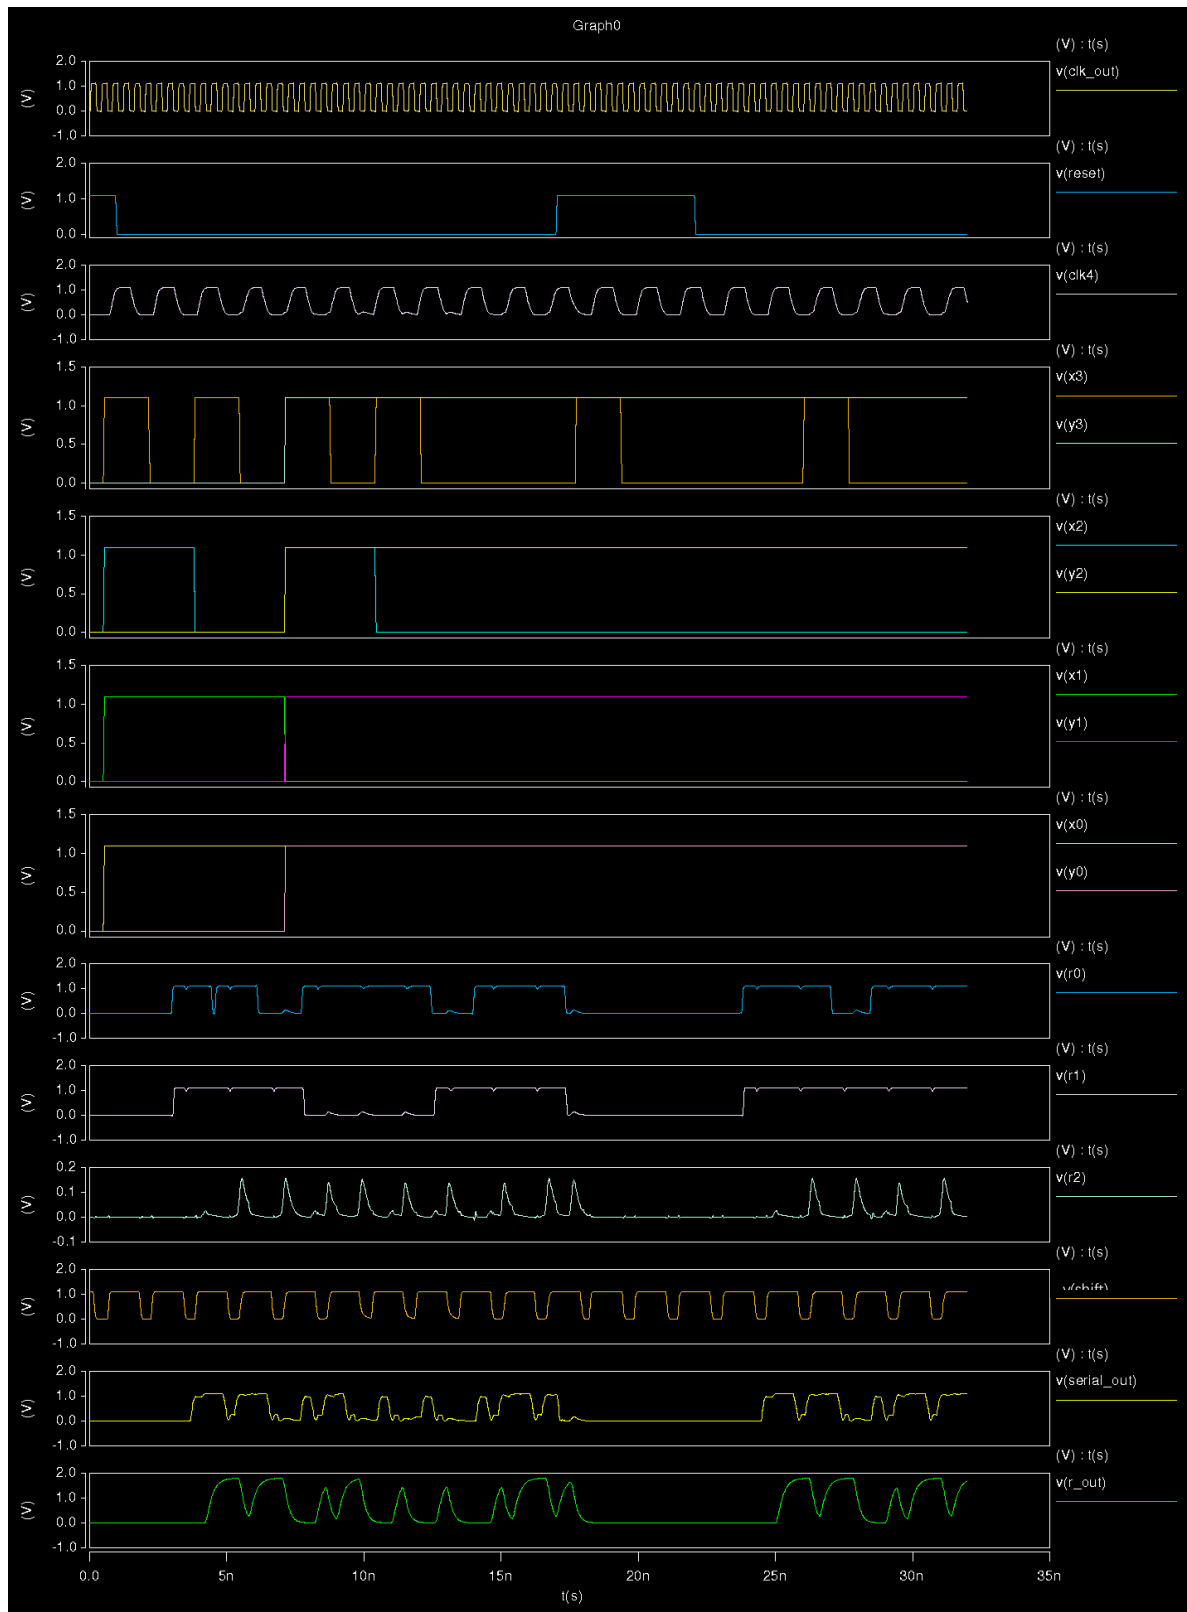 Graph0
(V) : t(s)
2.0
v(clk_out)
1.0
(V)
0.0
-1.0
(V) : t(s)
2.0
v(reset)
1.0
(V)
0.0
(V) : t(s)
2.0
v(clk4)
1.0
(V)
0.0
-1.0
(V) : t(s)
1.5
v(x3)
1.0
v(y3)
(V)
0.5
0.0
(V) : t(s)
1.5
v(x2)
1.0
v(y2)
(V)
0.5
0.0
(V) : t(s)
1.5
v(x1)
1.0
v(y1)
(V)
0.5
0.0
(V) : t(s)
1.5
v(x0)
1.0
v(y0)
(V)
0.5
0.0
(V) : t(s)
2.0
v(r0)
1.0
(V)
0.0
-1.0
(V) : t(s)
2.0
v(r1)
1.0
(V)
0.0
-1.0
(V) : t(s)
0.2
v(r2)
0.1
(V)
0.0
-0.1
(V) : t(s)
2.0
v(shift)
1.0
(V)
0.0
-1.0
(V) : t(s)
2.0
v(serial_out)
1.0
(V)
0.0
-1.0
(V) : t(s)
2.0
v(r_out)
1.0
(V)
0.0
-1.0
0.0 5n 10n 15n 20n 25n 30n 35n
t(s)